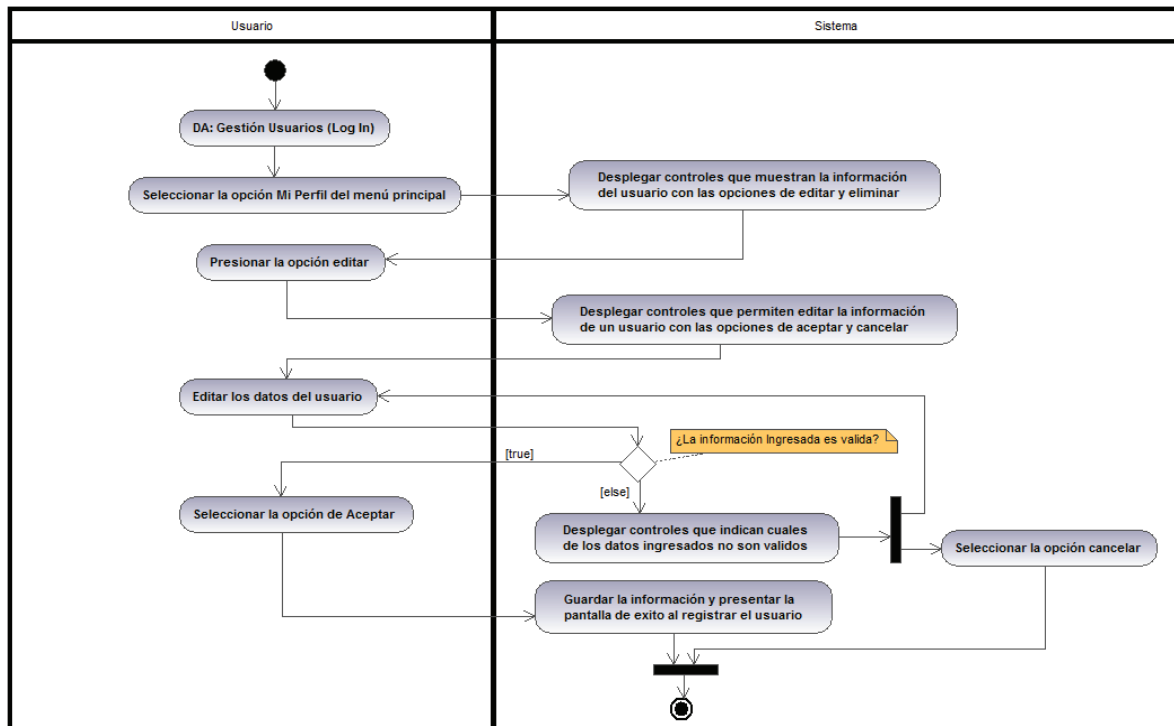 Usuario
Sistema
DA: Gestión Usuarios (Log In)
Seleccionar la opción Mi Perfil del menú principal
Desplegar controles que muestran la información
del usuario con las opciones de editar y eliminar
Presionar la opción editar
Desplegar controles que permiten editar la información
de un usuario con las opciones de aceptar y cancelar
Editar los datos del usuario
¿La información Ingresada es valida?
[true]
[else]
Seleccionar la opción de Aceptar
Desplegar controles que indican cuales
de los datos ingresados no son validos
Seleccionar la opción cancelar
Guardar la información y presentar la
pantalla de exito al registrar el usuario